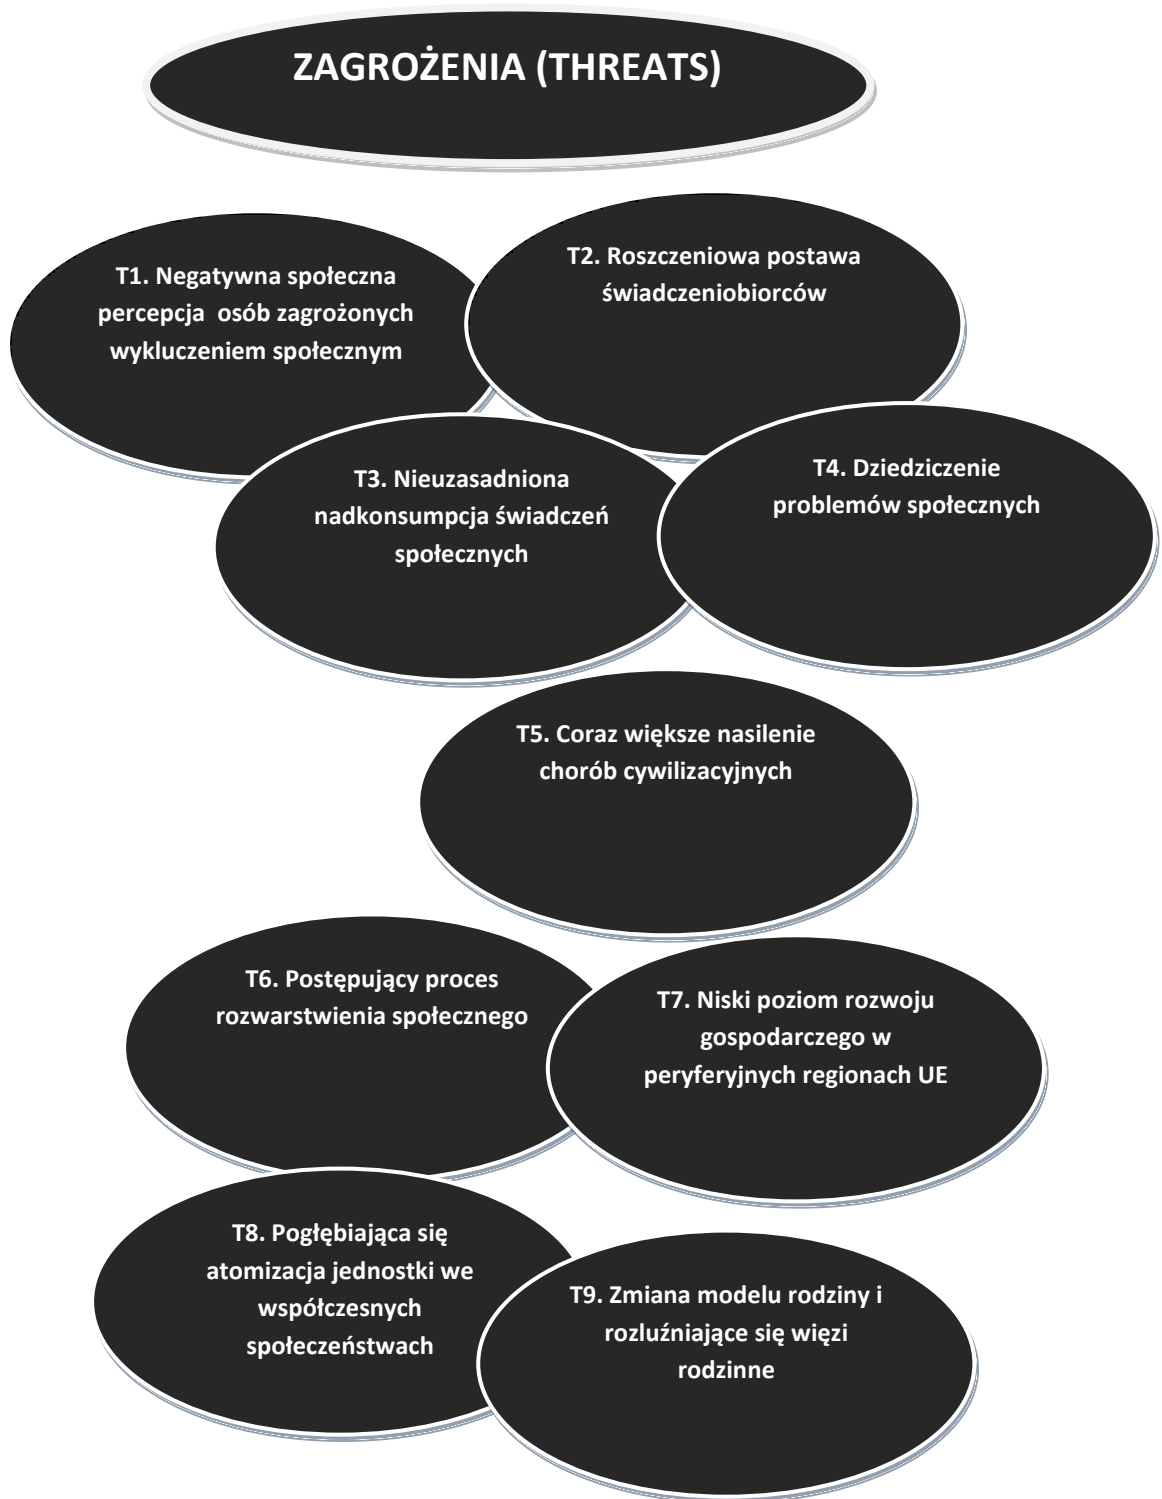 ZAGROŻENIA (THREATS)
T1. Negatywna społeczna
percepcja  osób zagrożonych
wykluczeniem społecznym
T2. Roszczeniowa postawa
świadczeniobiorców
T3. Nieuzasadniona
nadkonsumpcja świadczeń
społecznych
T4. Dziedziczenie
problemów społecznych
T5. Coraz większe nasilenie
chorób cywilizacyjnych
T6. Postępujący proces
rozwarstwienia społecznego
T7. Niski poziom rozwoju
gospodarczego w
peryferyjnych regionach UE
T8. Pogłębiająca się
atomizacja jednostki we
współczesnych
społeczeństwach
T9. Zmiana modelu rodziny i
rozluźniające się więzi
rodzinne